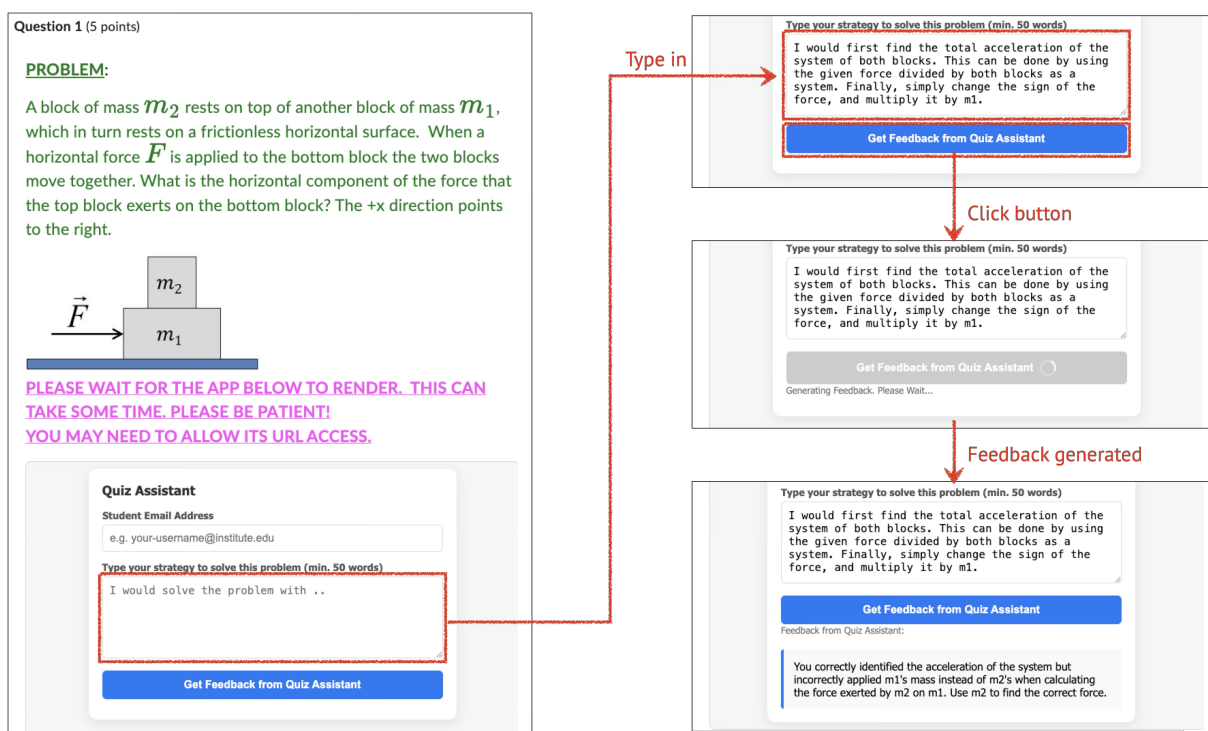 Question 1 (5 points)
PROBLEM:
A block of mass m2 rests on top of another block of mass m1,
which in turn rests on a frictionless horizontal surface. When a
horizontal force F is applied to the bottom block the two blocks
move together. What is the horizontal component of the force that
the top block exerts on the bottom block? The +x direction points
to the right.
m2
F
m1
PLEASE WAIT FOR THE APP BELOW TO RENDER. THIS CAN
TAKE SOME TIME. PLEASE BE PATIENT!
YOU MAY NEED TO ALLOW ITS URL ACCESS.
Quiz Assistant
Student Email Address
e.g. your-username@institute.edu
Type your strategy to solve this problem (min. 50 words)
I would solve the problem with ..
Get Feedback from Quiz Assistant
Type in
Type your strategy to solve this problem (min. 50 words)
I would first find the total acceleration of the
system of both blocks. This can be done by using
the given force divided by both blocks as a
system. Finally, simply change the sign of the
force, and multiply it by m1.
Get Feedback from Quiz Assistant
Click button
Type your strategy to solve this problem (min. 50 words)
I would first find the total acceleration of the
system of both blocks. This can be done by using
the given force divided by both blocks as a
system. Finally, simply change the sign of the
force, and multiply it by m1.
Get Feedback from Quiz Assistant
Generating Feedback. Please Wait...
Feedback generated
Type your strategy to solve this problem (min. 50 words)
I would first find the total acceleration of the
system of both blocks. This can be done by using
the given force divided by both blocks as a
system. Finally, simply change the sign of the
force, and multiply it by m1.
Get Feedback from Quiz Assistant
Feedback from Quiz Assistant:
You correctly identified the acceleration of the system but
incorrectly applied m1's mass instead of m2's when calculating
the force exerted by m2 on m1. Use m2 to find the correct force.